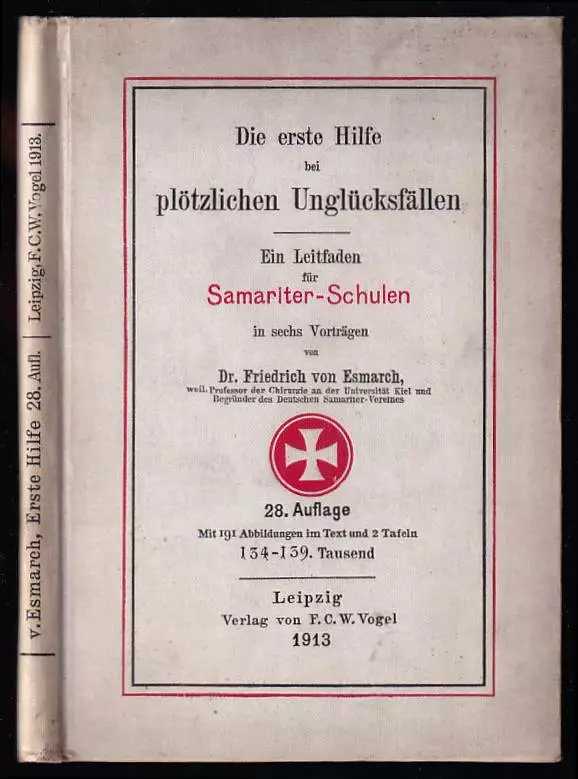 Die erste Hilfe
bei
plötzlichen Unglücksfällen
Ein Leitfaden
für
Samariter-Schulen
in sechs Vorträgen
von
Dr. Friedrich von Esmarch,
weil. Professor der Chirurgie an der Universität Kiel und
Begründer des Deutschen Samariter-Vereines
28. Auflage
Mit 191 Abbildungen im Text und 2 Tafeln
134-139. Tausend
Leipzig
Verlag von F. C. W. Vogel
1913
v. Esmarch, Erste Hilfe 28. Aufl. Leipzig, F. C. W. Vogel 1913.